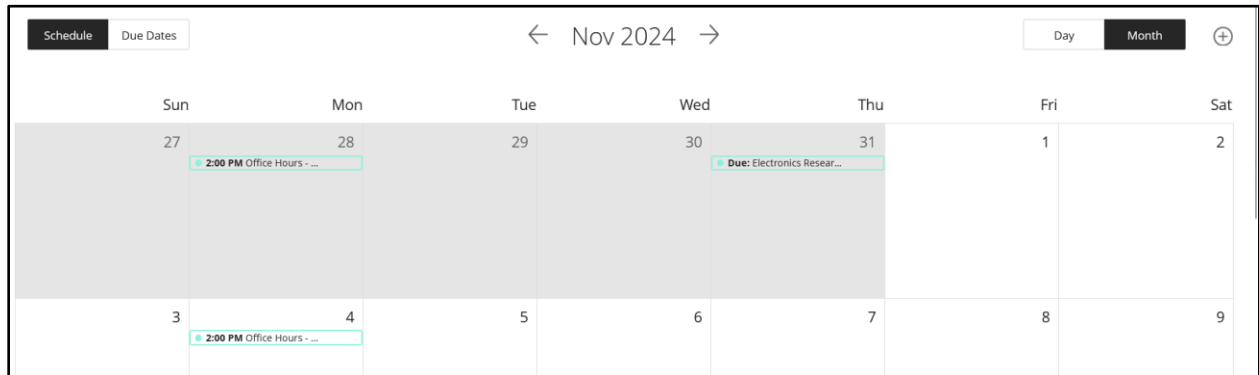 Schedule Due Dates Nov 2024 Day Month
Sun Mon Tue Wed Thu Fri Sat
27 28 29 30 31 1 2
2:00 PM Office Hours - ... Due: Electronics Resear...
3 4 5 6 7 8 9
2:00 PM Office Hours - ...